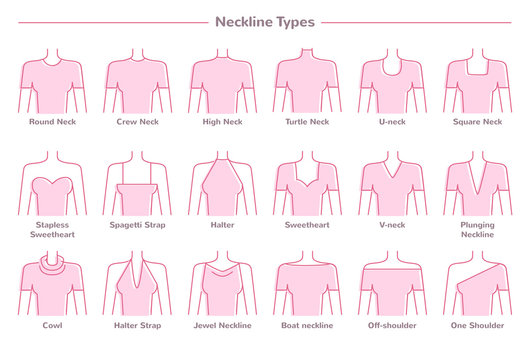 Neckline Types
Round Neck
Crew Neck
High Neck
Turtle Neck
U-neck
Square Neck
Stapless
Sweetheart
Spagetti Strap
Halter
Sweetheart
V-neck
Plunging
Neckline
Cowl
Halter Strap
Jewel Neckline
Boat neckline
Off-shoulder
One Shoulder